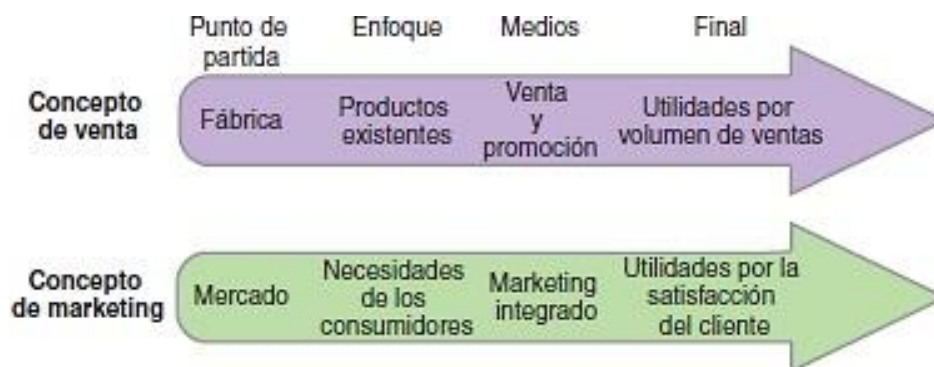 Punto de
partida
Enfoque
Medios
Final
Concepto
de venta
Fábrica
Productos
existentes
Venta
y
promoción
Utilidades por
volumen de ventas
Concepto
de marketing
Mercado
Necesidades
de los
consumidores
Marketing
integrado
Utilidades por la
satisfacción
del cliente